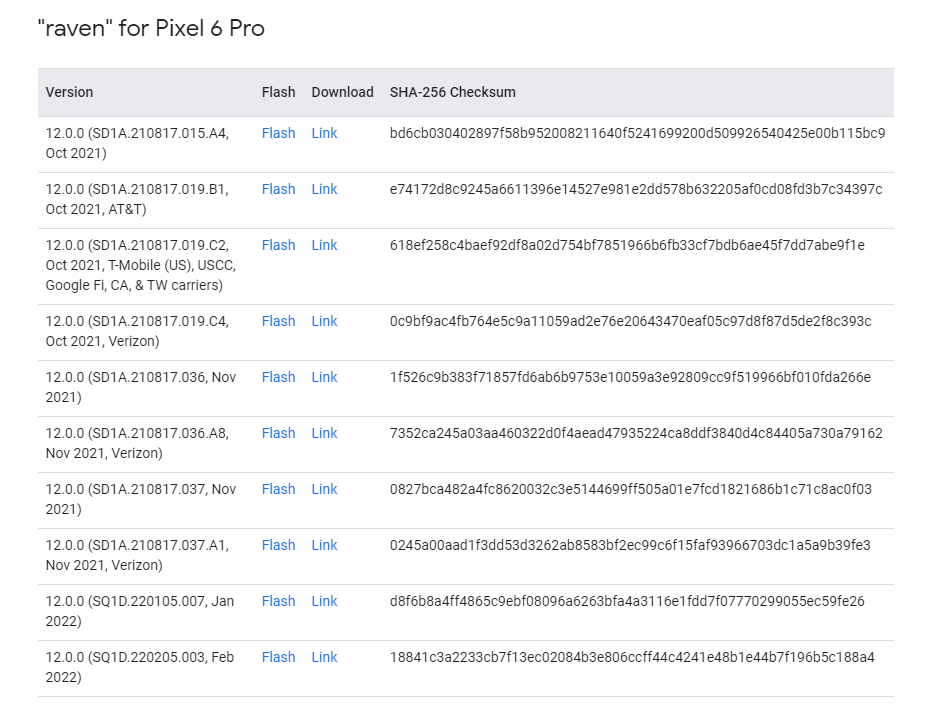 "raven" for Pixel 6 Pro
Version Flash Download SHA-256 Checksum
12.0.0 (SD1A.210817.015.A4, Flash Link bd6cb030402897f58b952008211640f5241699200d509926540425e00b115bc9
Oct 2021)
12.0.0 (SD1A.210817.019.B1, Flash Link e74172d8c9245a6611396e14527e981e2dd578b632205af0cd08fd3b7c34397c
Oct 2021, AT&T)
12.0.0 (SD1A.210817.019.C2, Flash Link 618ef258c4baef92df8a02d754bf7851966b6fb33cf7bdb6ae45f7dd7abe9f1e
Oct 2021, T-Mobile (US), USCC,
Google Fi, CA, & TW carriers)
12.0.0 (SD1A.210817.019.C4, Flash Link 0c9bf9ac4fb764e5c9a11059ad2e76e20643470eaf05c97d8f87d5de2f8c393c
Oct 2021, Verizon)
12.0.0 (SD1A.210817.036, Nov Flash Link 1f526c9b383f71857fd6ab6b9753e10059a3e92809cc9f519966bf010fda266e
2021)
12.0.0 (SD1A.210817.036.A8, Flash Link 7352ca245a03aa460322d0f4aead47935224ca8ddf3840d4c84405a730a79162
Nov 2021, Verizon)
12.0.0 (SD1A.210817.037, Nov Flash Link 0827bca482a4fc8620032c3e5144699ff505a01e7fcd1821686b1c71c8ac0f03
2021)
12.0.0 (SD1A.210817.037.A1, Flash Link 0245a00aad1f3dd53d3262ab8583bf2ec99c6f15faf93966703dc1a5a9b39fe3
Nov 2021, Verizon)
12.0.0 (SQ1D.220105.007, Jan Flash Link d8f6b8a4ff4865c9ebf08096a6263bfa4a3116e1fdd7f07770299055ec59fe26
2022)
12.0.0 (SQ1D.220205.003, Feb Flash Link 18841c3a2233cb7f13ec02084b3e806ccff44c4241e48b1e44b7f196b5c188a4
2022)